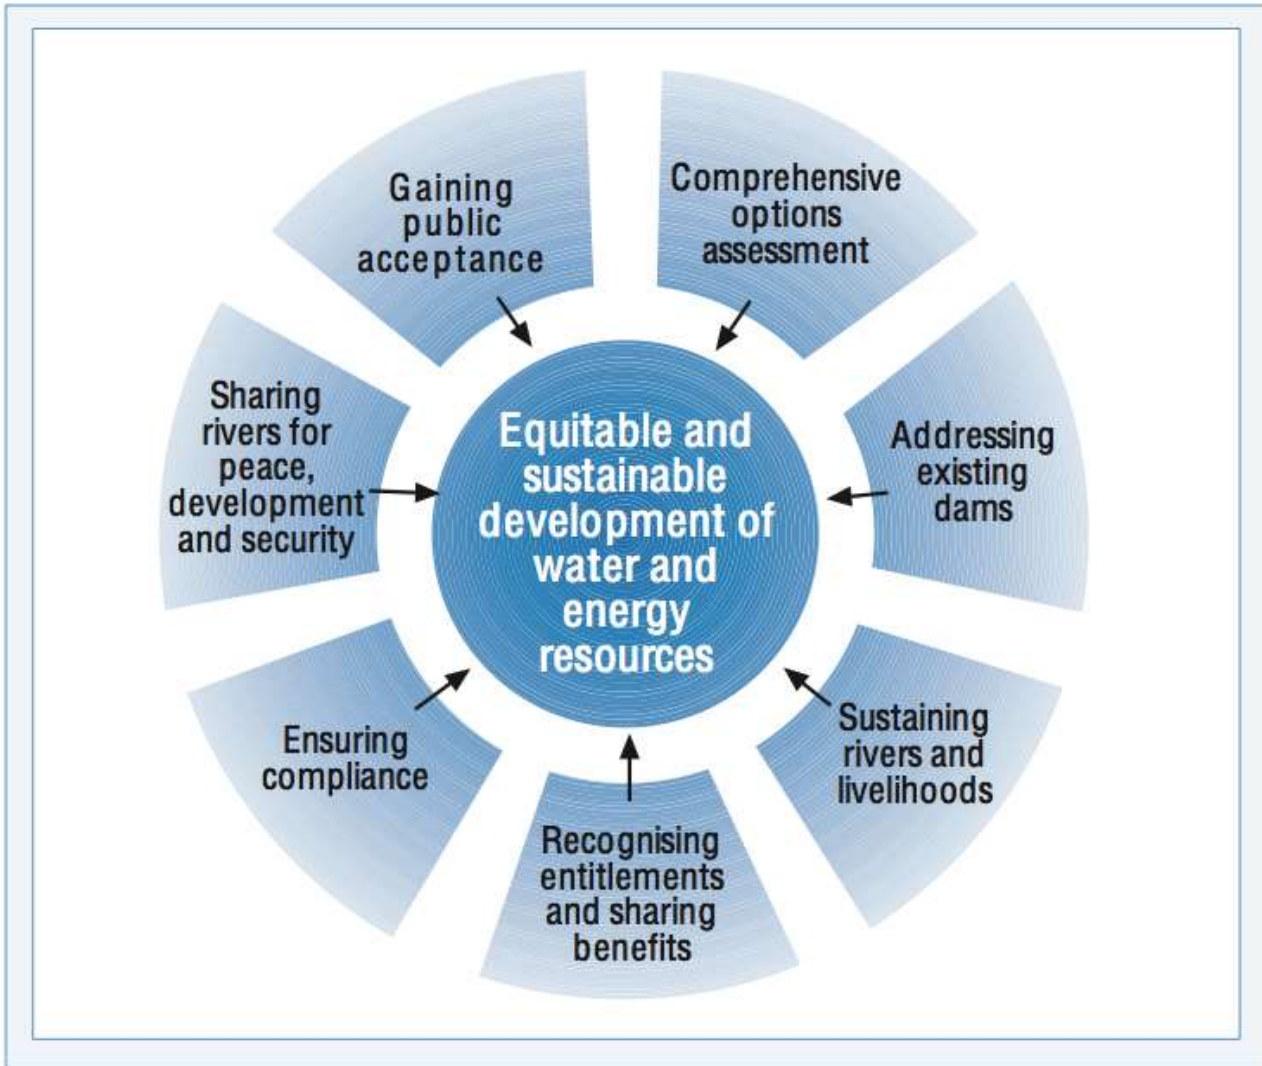 Gaining
public
acceptance
Comprehensive
options
assessment
Addressing
existing
dams
Sustaining
rivers and
livelihoods
Recognising
entitlements
and sharing
benefits
Ensuring
compliance
Sharing
rivers for
peace,
development
and security
Equitable and
sustainable
development of
water and
energy
resources